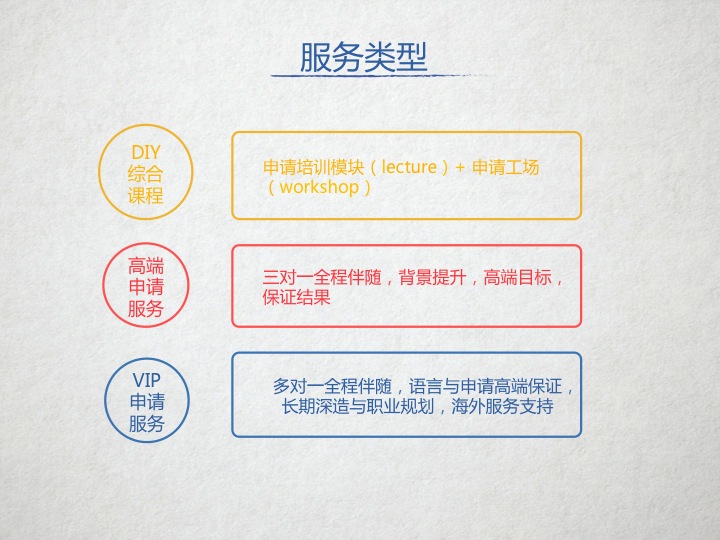 服务类型
DIY
综合
课程
申请培训模块（lecture）+ 申请工场
（workshop）
高端
申请
服务
三对一全程伴随，背景提升，高端目标，
保证结果
VIP
申请
服务
多对一全程伴随，语言与申请高端保证，
长期深造与职业规划，海外服务支持